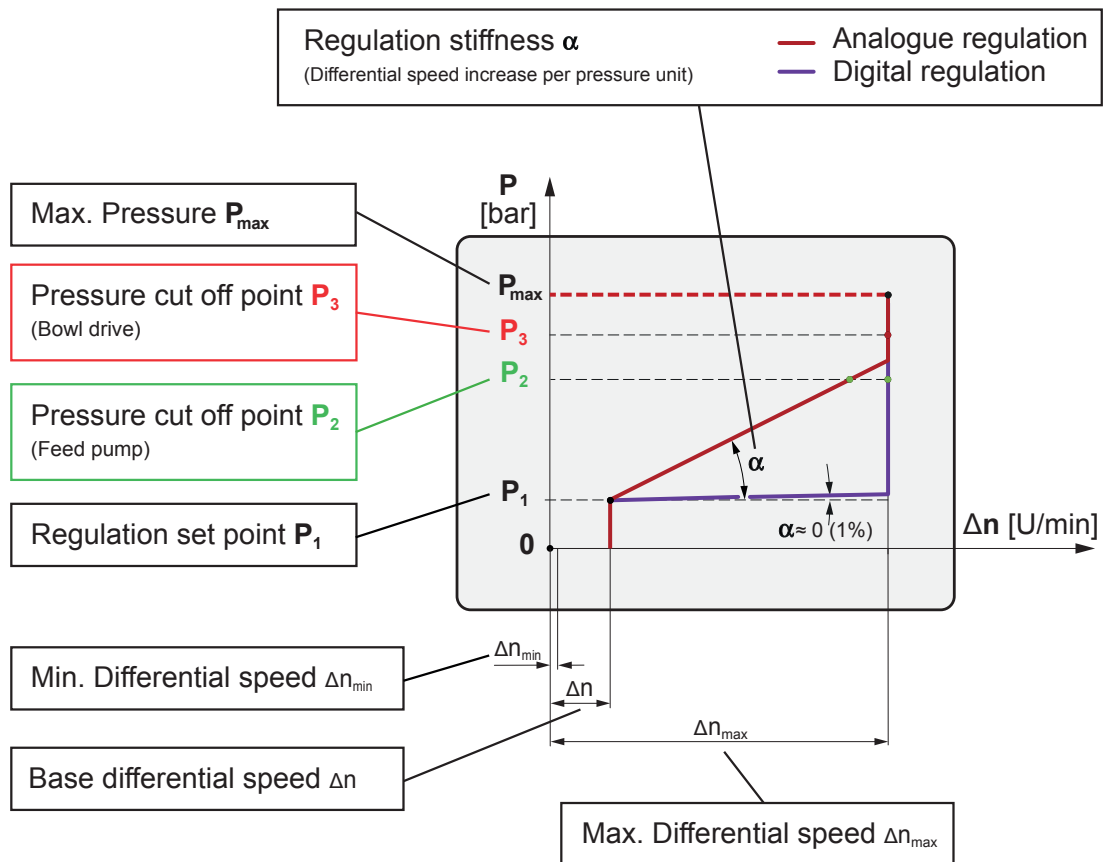 Regulation stiffness α
(Differential speed increase per pressure unit)
Analogue regulation
Digital regulation
Max. Pressure Pmax
Pressure cut off point P3
(Bowl drive)
Pressure cut off point P2
(Feed pump)
Regulation set point P1
Min. Differential speed Δnmin
Base differential speed Δn
Max. Differential speed Δnmax
P
[bar]
Pmax
P3
P2
P1
0
α
α≈ 0 (1%)
Δn [U/min]
Δnmin
Δn
Δnmax